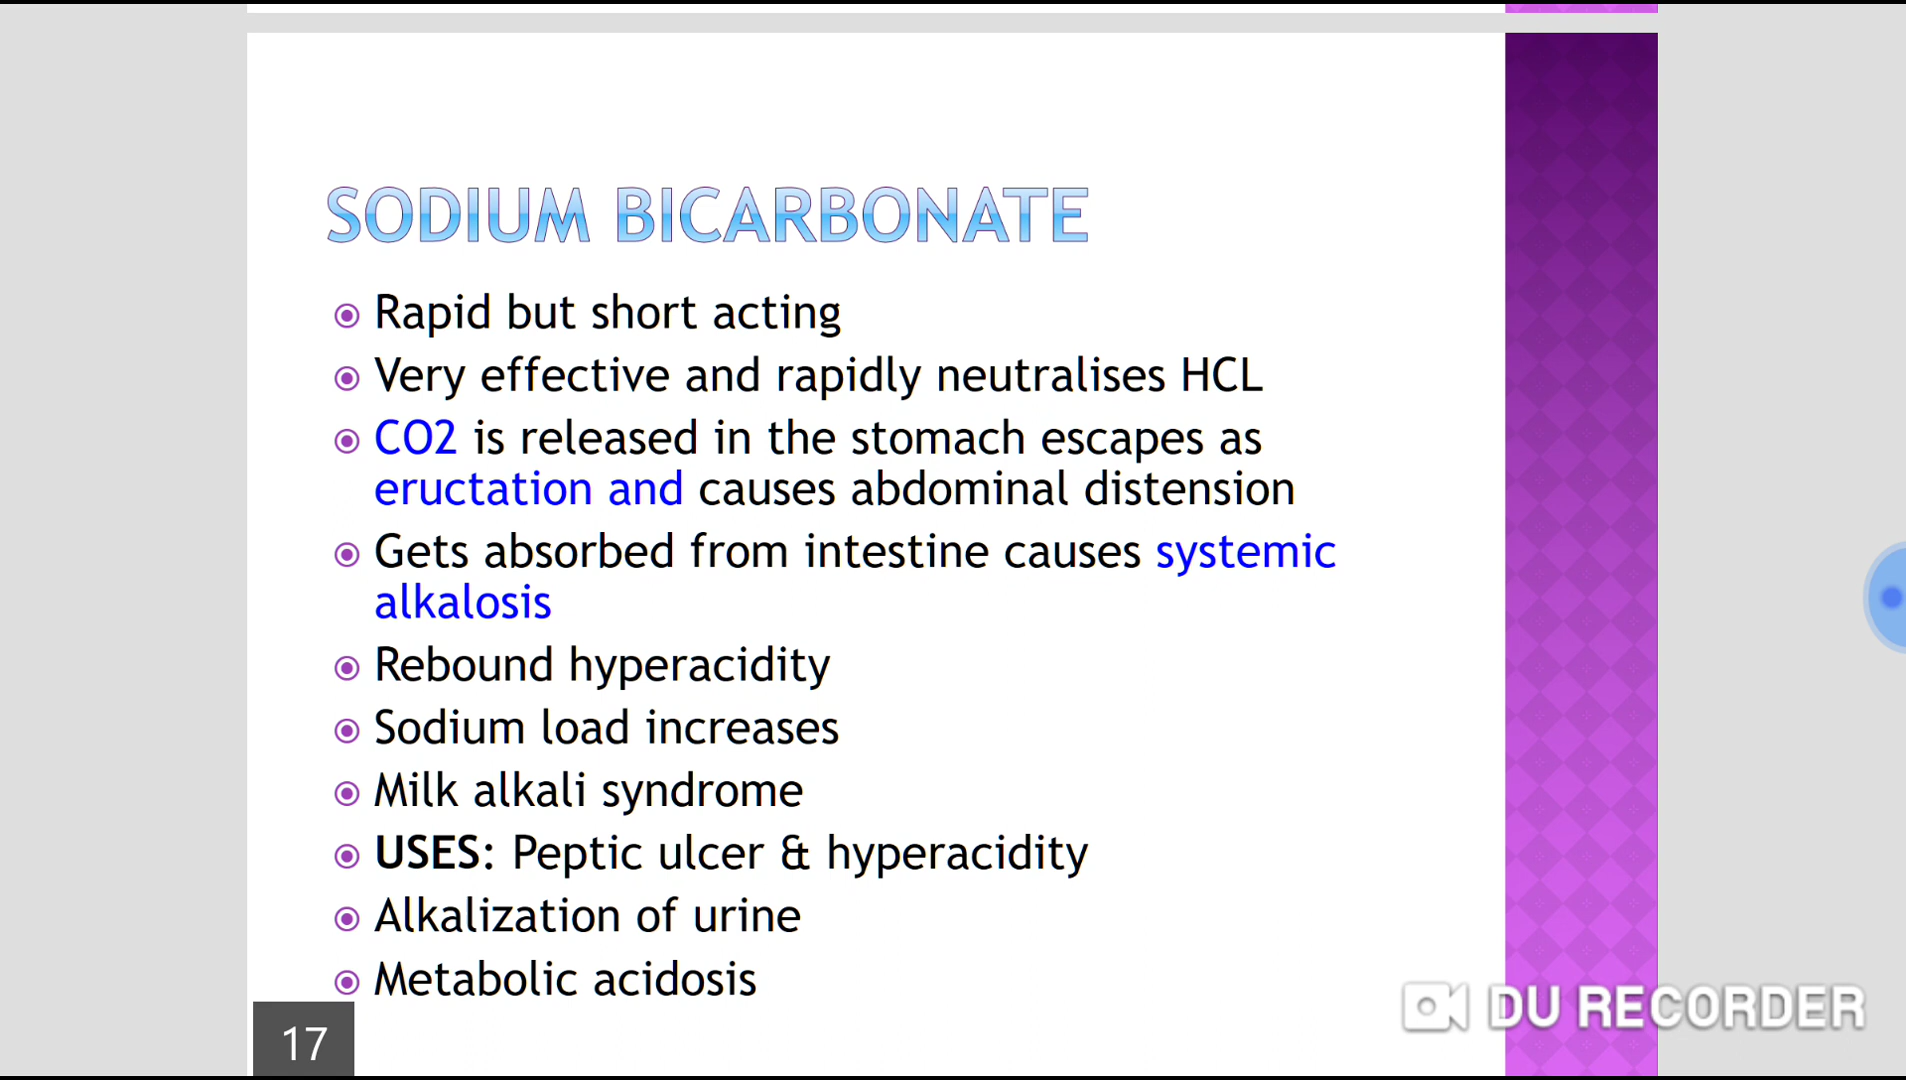 SODIUM BICARBONATE
Rapid but short acting
Very effective and rapidly neutralises HCL
CO2 is released in the stomach escapes as
eructation and causes abdominal distension
Gets absorbed from intestine causes systemic
alkalosis
Rebound hyperacidity
Sodium load increases
Milk alkali syndrome
USES: Peptic ulcer & hyperacidity
Alkalization of urine
Metabolic acidosis
17
DU RECORDER